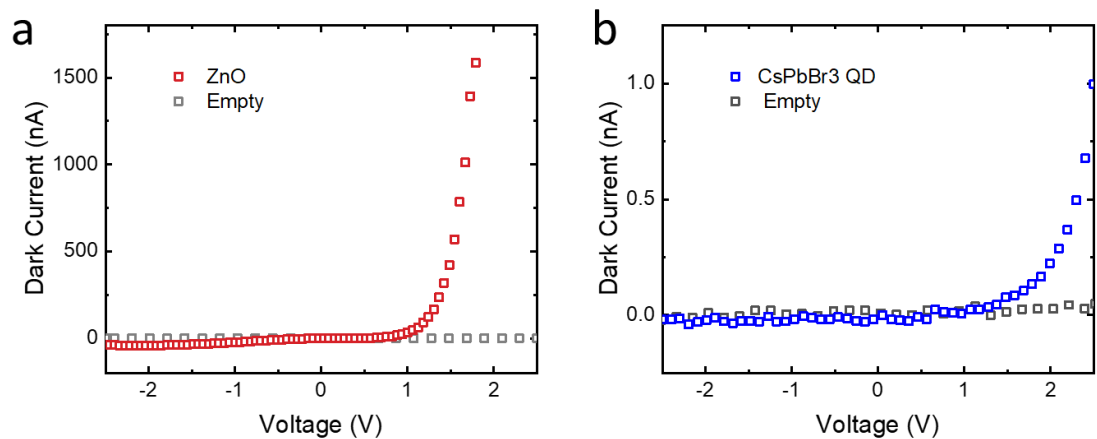 a
ZnO
Empty
1500
1000
500
0
-2
-1
0
1
2
Dark Current (nA)
Voltage (V)
b
CsPbBr3 QD
Empty
1.0
0.5
0.0
-2
-1
0
1
2
Dark Current (nA)
Voltage (V)